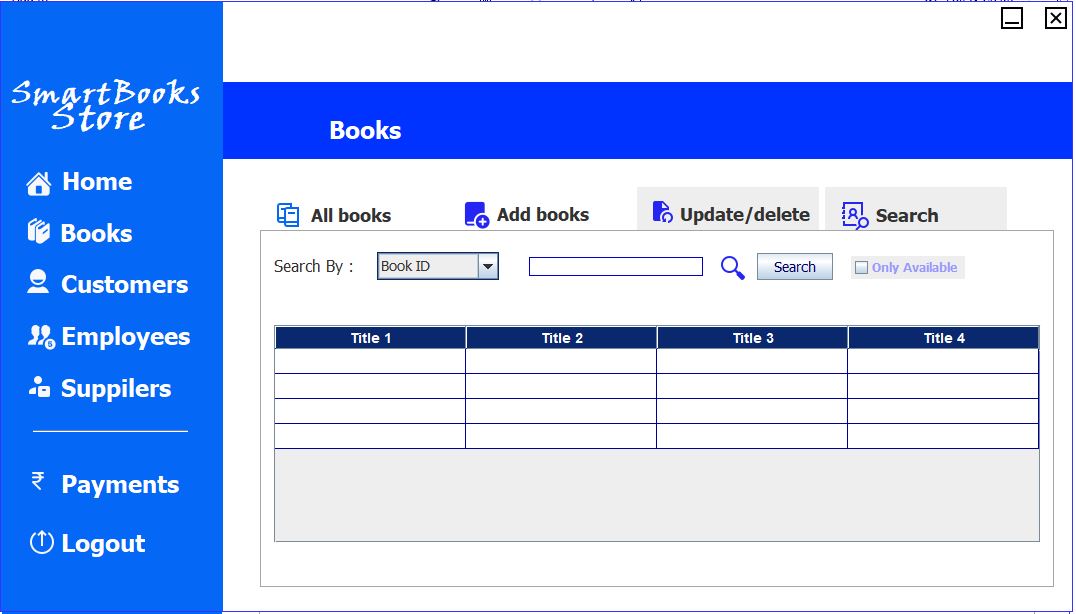 SmartBooks
Store
Books
Home
Books
Customers
Employees
Suppilers
Payments
Logout
All books
Add books
Update/delete
Search
Search By :
Book ID
Search
Only Available
Title 1
Title 2
Title 3
Title 4